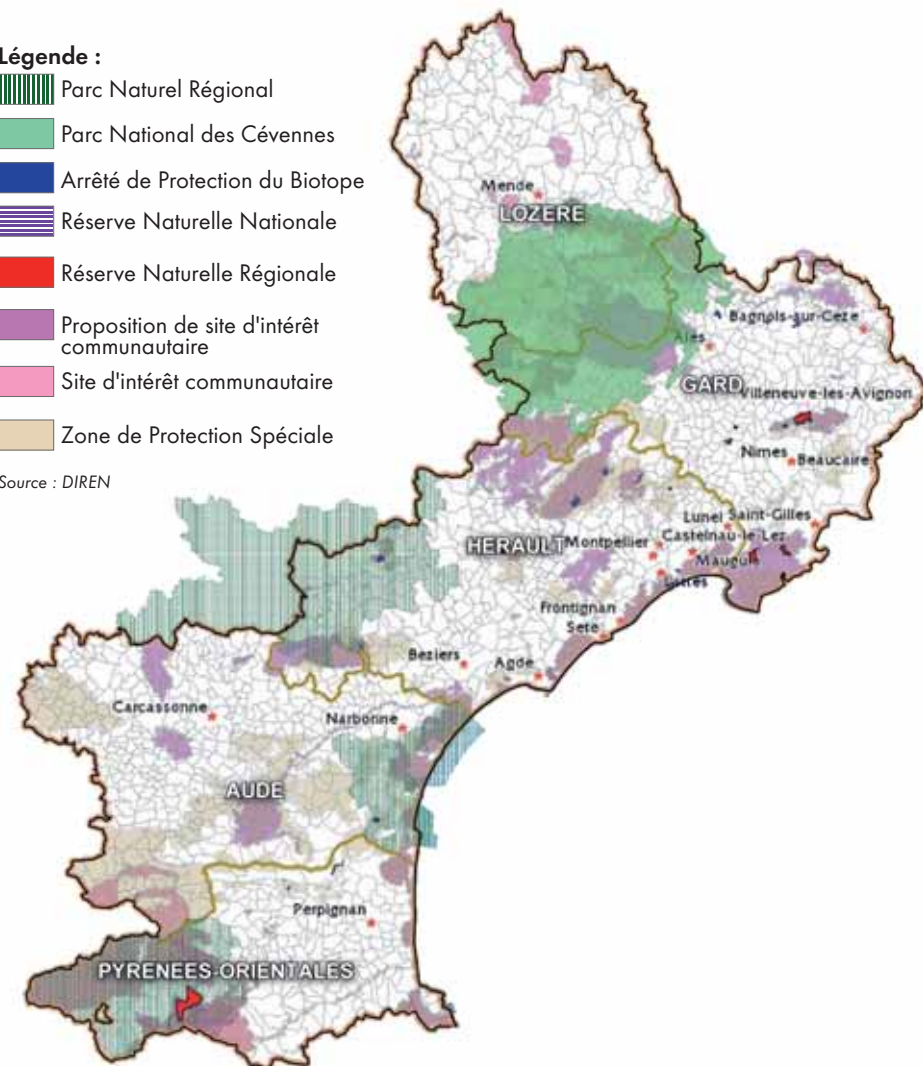 Légende :
Parc Naturel Régional
Parc National des Cévennes
Arrêté de Protection du Biotope
Réserve Naturelle Nationale
Réserve Naturelle Régionale
Proposition de site d'intérêt
communautaire
Site d'intérêt communautaire
Zone de Protection Spéciale
Source : DIREN
Mende
LOZERE
Bagnols-sur-Ceze
Ales
GARD
Villeneuve-les-Avignon
Nimes
Beaucaire
Lunel
Saint-Gilles
HERAULT
Montpellier
Castelnau-le-Lez
Mauguio
Lattes
Frontignan
Sete
Beziers
Agde
Carcassonne
Narbonne
AUDE
Perpignan
PYRENEES-ORIENTALES